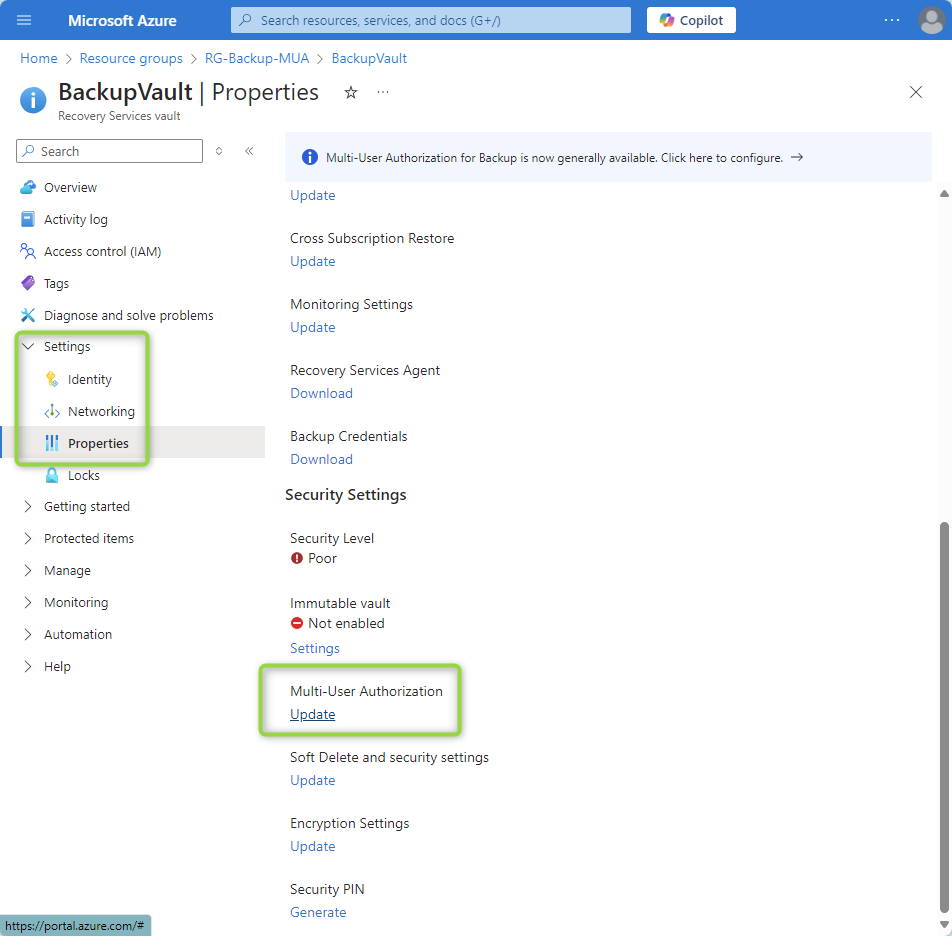 Microsoft Azure
Search resources, services, and docs (G+/)
Copilot
Home > Resource groups > RG-Backup-MUA > BackupVault
BackupVault | Properties
Recovery Services vault
Search
Overview
Activity log
Access control (IAM)
Tags
Diagnose and solve problems
Settings
Identity
Networking
Properties
Locks
Getting started
Protected items
Manage
Monitoring
Automation
Help
Multi-User Authorization for Backup is now generally available. Click here to configure. →
Update
Cross Subscription Restore
Update
Monitoring Settings
Update
Recovery Services Agent
Download
Backup Credentials
Download
Security Settings
Security Level
Poor
Immutable vault
Not enabled
Settings
Multi-User Authorization
Update
Soft Delete and security settings
Update
Encryption Settings
Update
Security PIN
Generate
https://portal.azure.com/#